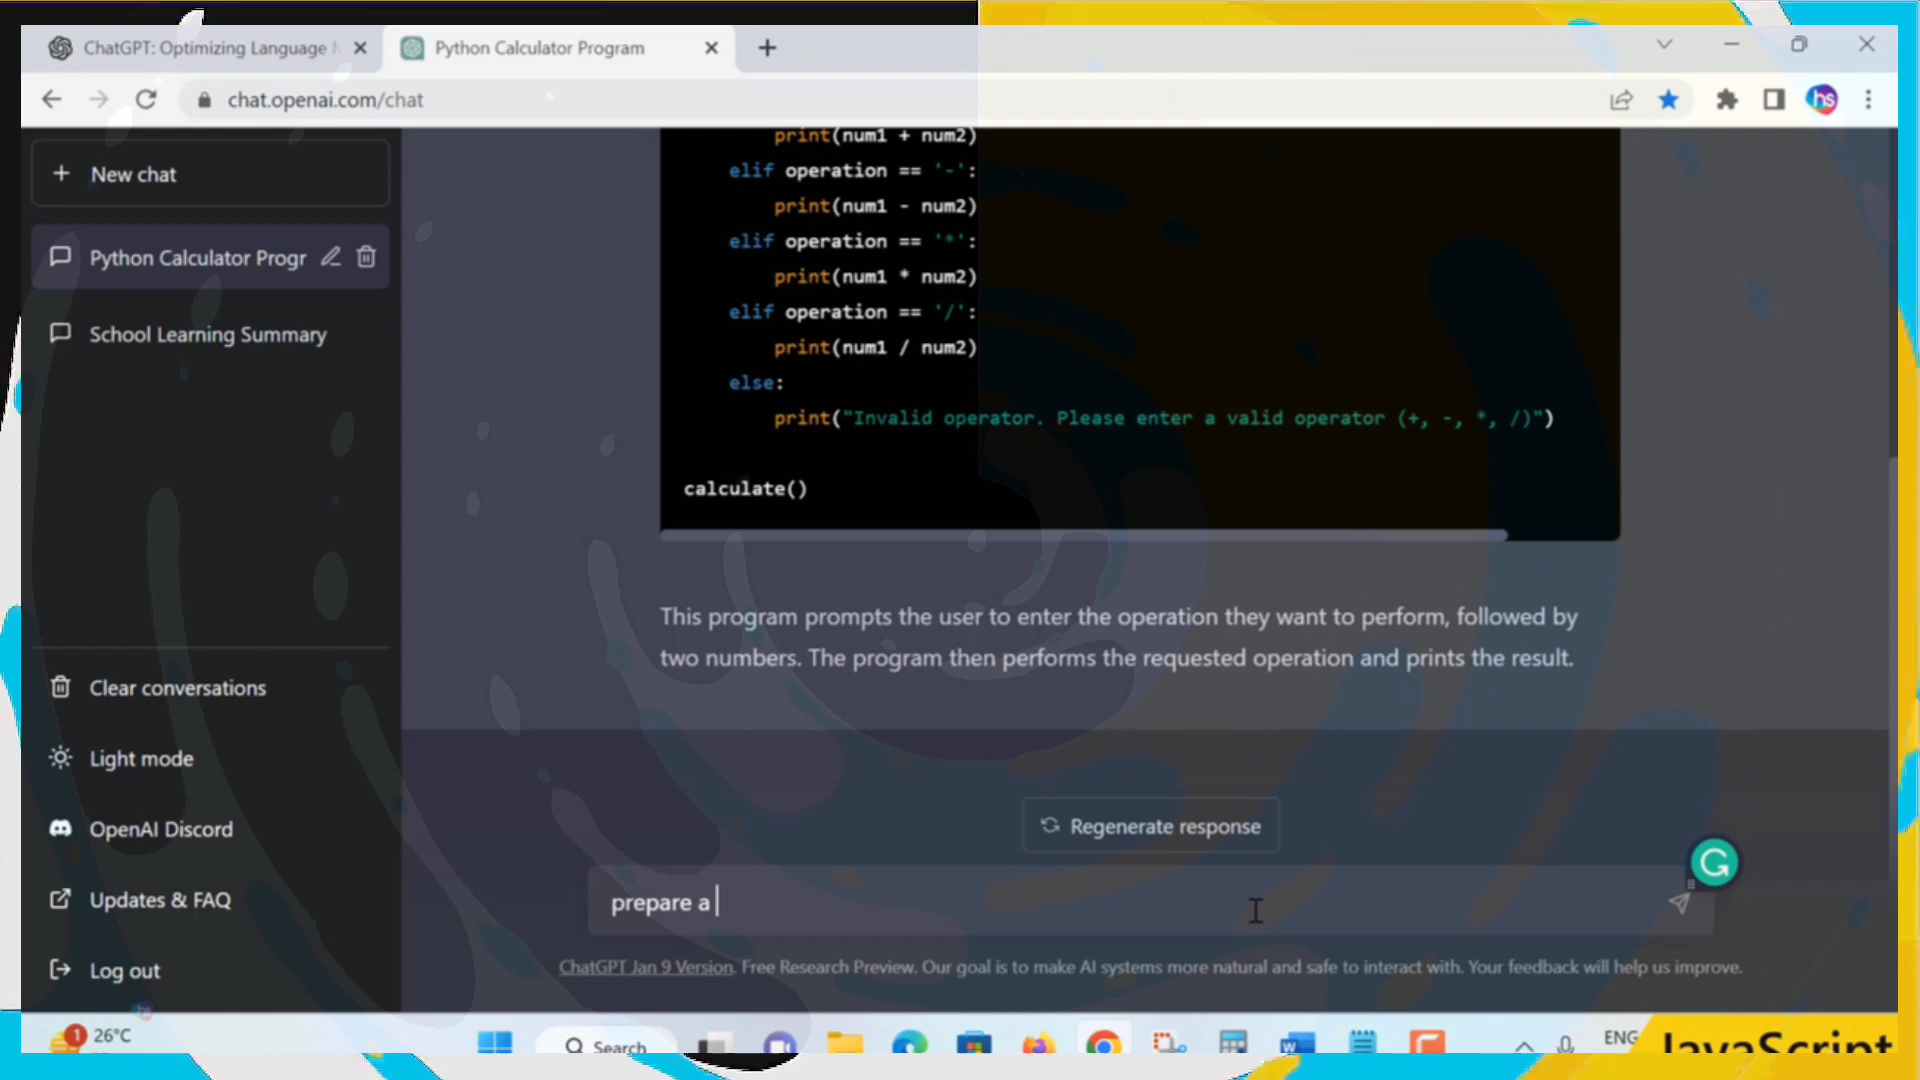 ChatGPT: Optimizing Language
Python Calculator Program
chat.openai.com/chat
hs
New chat
Python Calculator Progr
School Learning Summary
print(num1 + num2)
elif operation == '-':
print(num1 - num2)
elif operation == '*':
print(num1 * num2)
elif operation == '/':
print(num1 / num2)
else:
print("Invalid operator. Please enter a valid operator (+, -, *, /)")
calculate()
This program prompts the user to enter the operation they want to perform, followed by
two numbers. The program then performs the requested operation and prints the result.
Clear conversations
Light mode
OpenAI Discord
Updates & FAQ
Log out
Regenerate response
prepare a
ChatGPT Jan 9 Version. Free Research Preview. Our goal is to make AI systems more natural and safe to interact with. Your feedback will help us improve.
1
26°C
Search
ENG
JavaScript